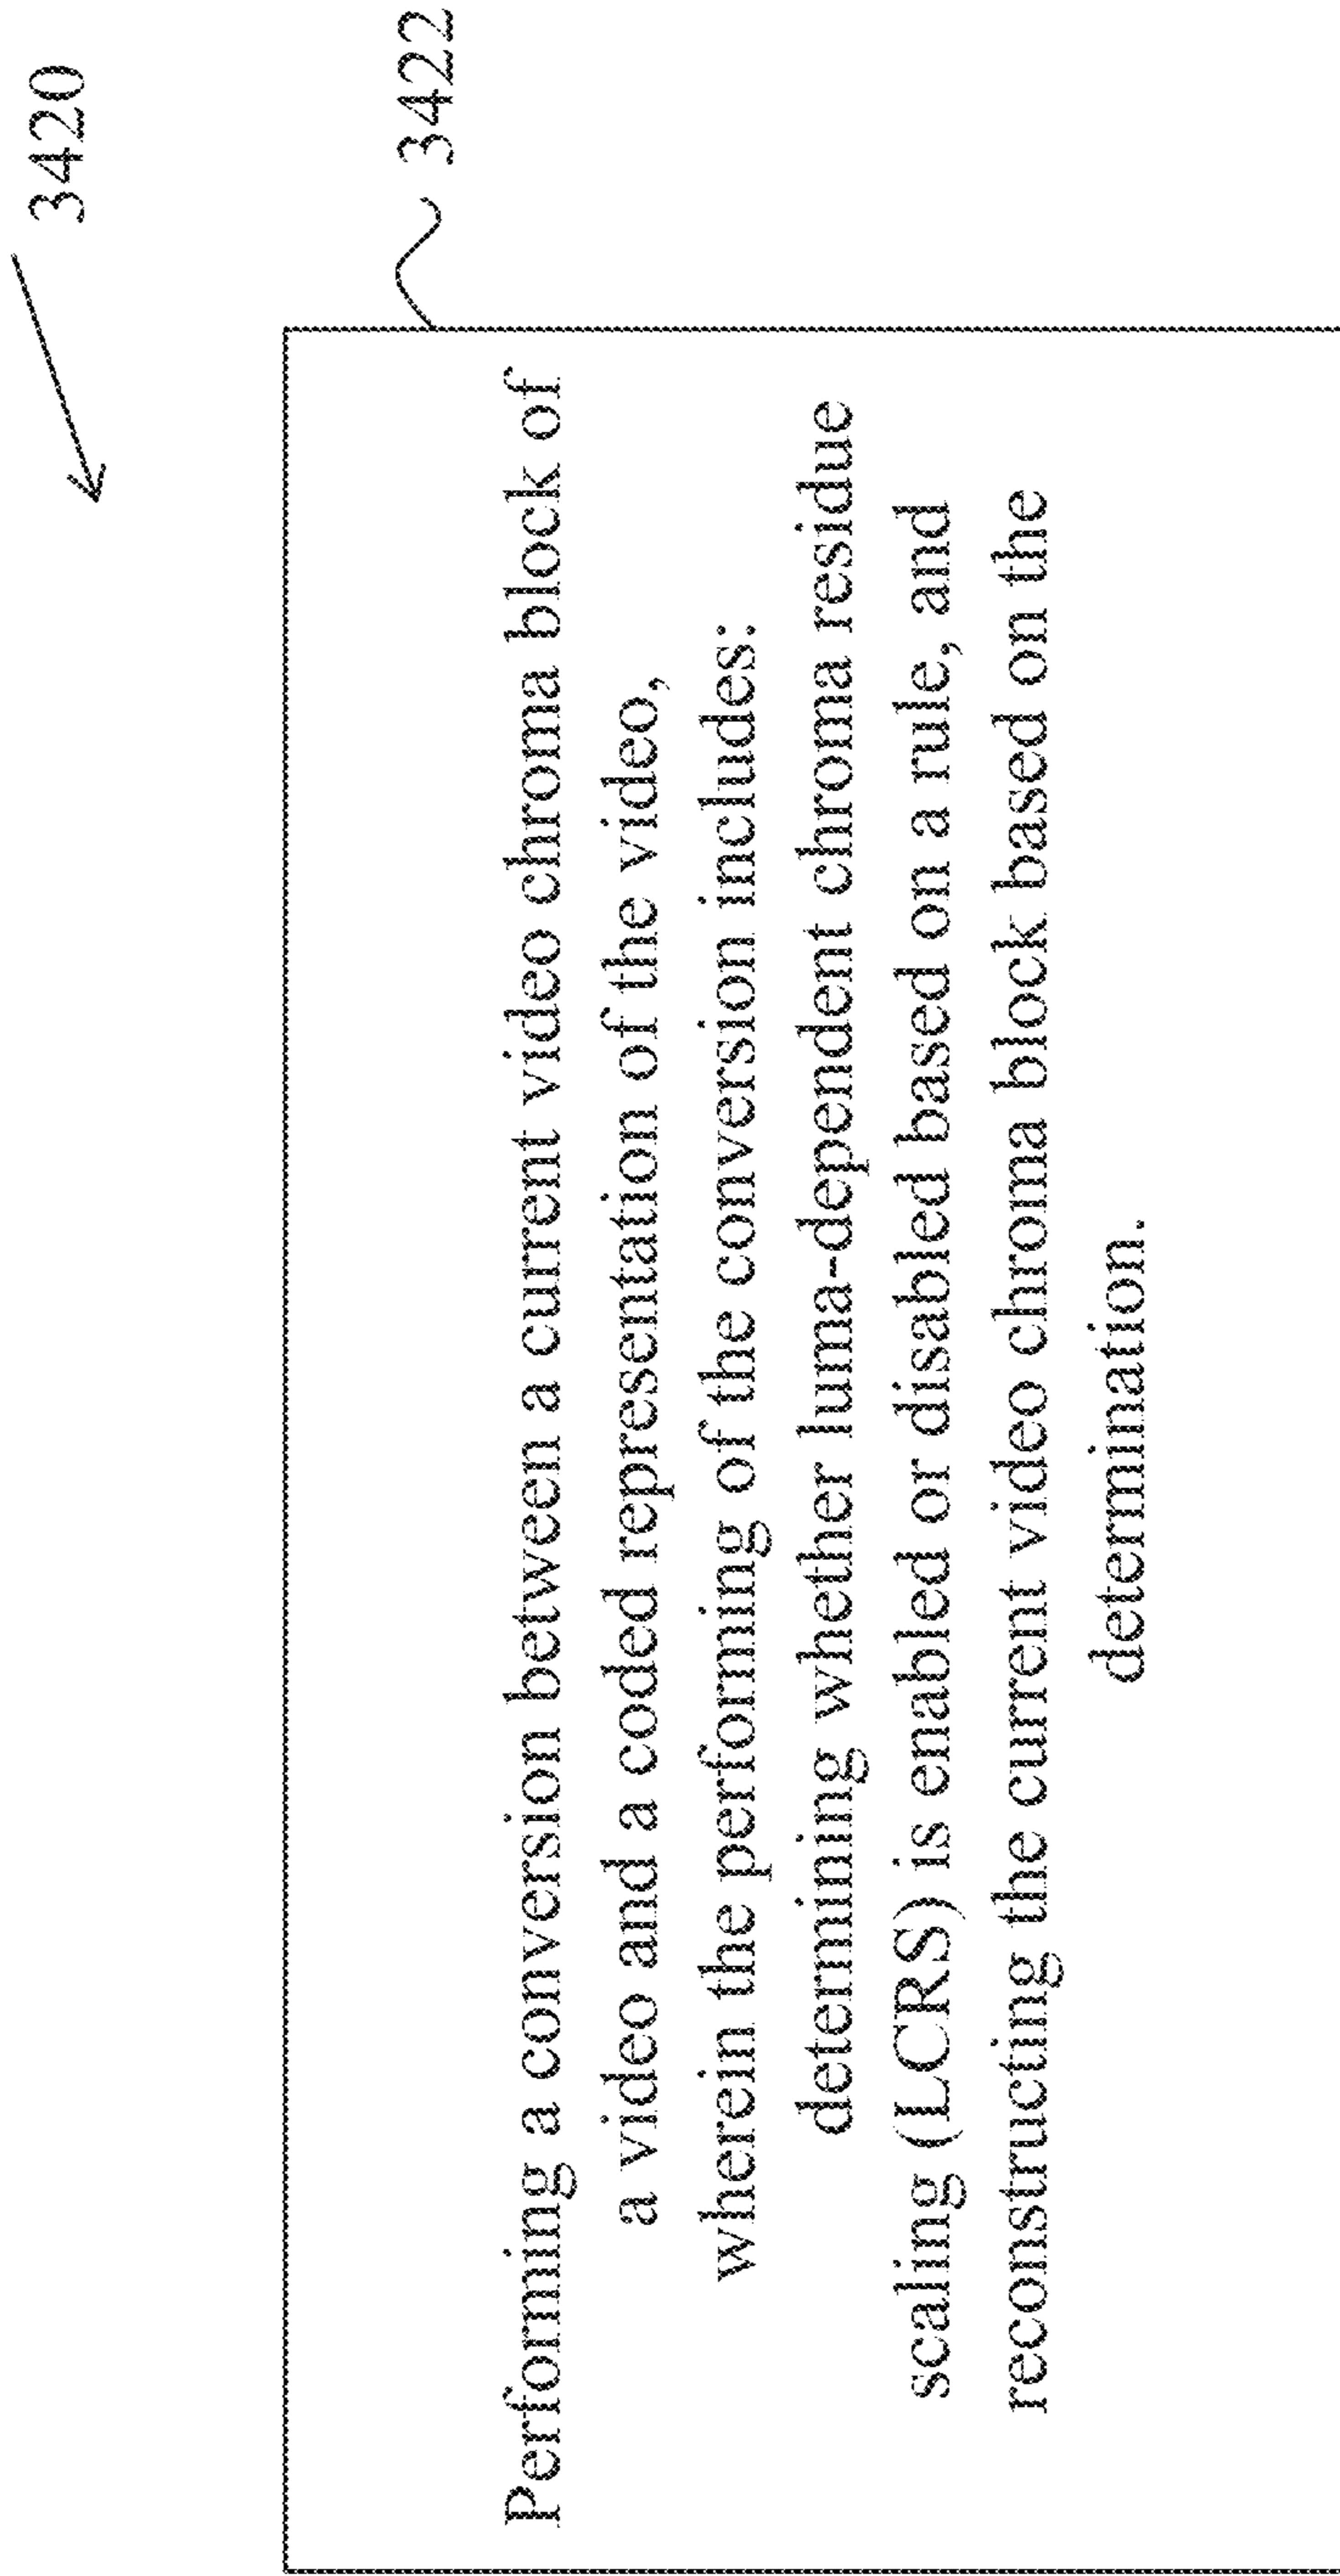 3420
3422
Performing a conversion between a current video chroma block of
a video and a coded representation of the video,
wherein the performing of the conversion includes:
determining whether luma-dependent chroma residue
scaling (LCRS) is enabled or disabled based on a rule, and
reconstructing the current video chroma block based on the
determination.